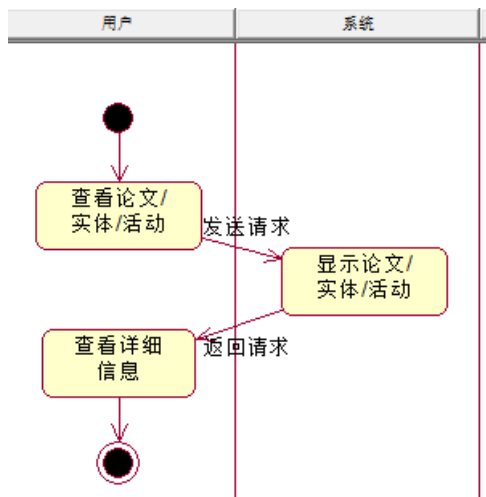 用户
系统
查看论文/
实体/活动
发送请求
显示论文/
实体/活动
查看详细
信息
返回请求